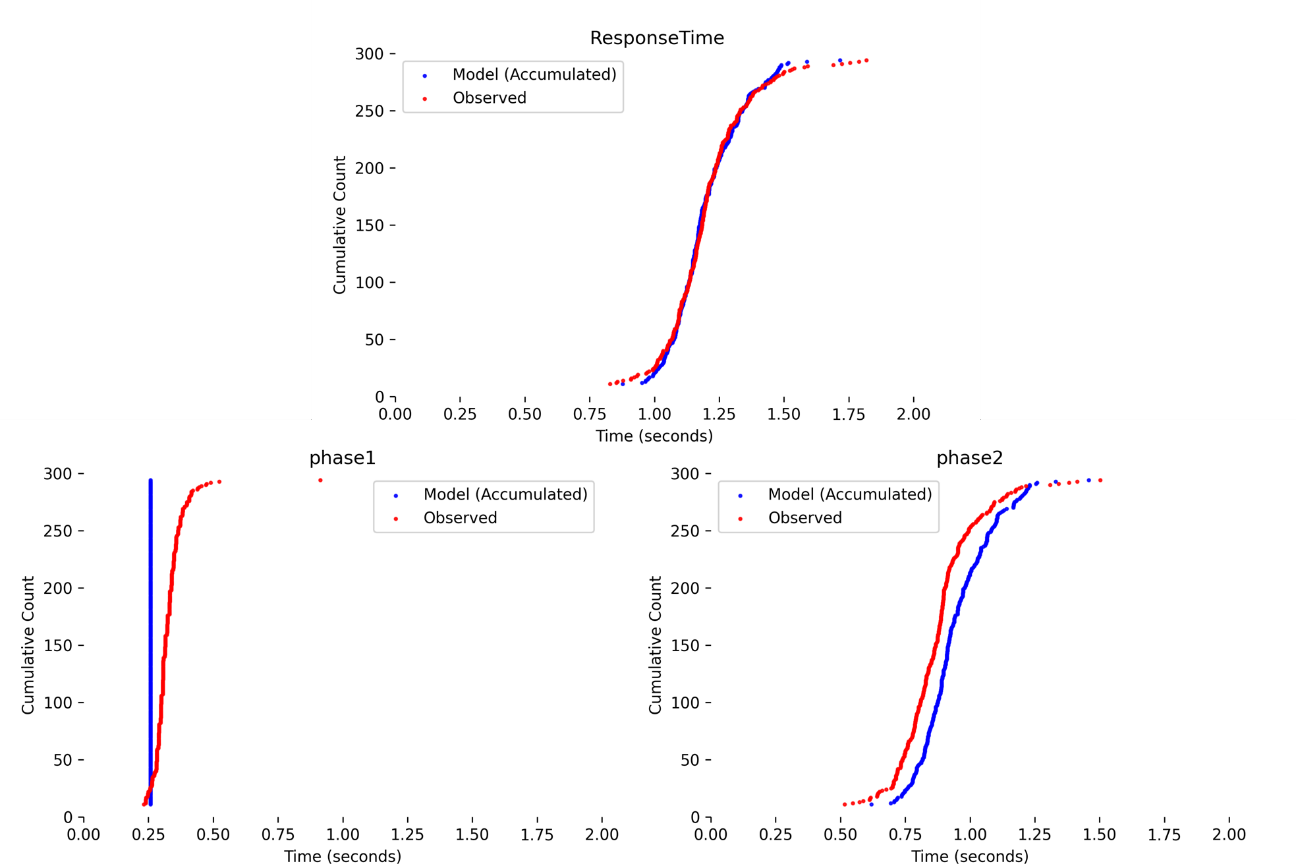 ResponseTime
300
Model (Accumulated)
Observed
250
200
150
100
50
0
Cumulative Count
0.00 0.25 0.50 0.75 1.00 1.25 1.50 1.75 2.00
Time (seconds)
phase1
300
Model (Accumulated)
Observed
250
200
150
100
50
0
Cumulative Count
0.00 0.25 0.50 0.75 1.00 1.25 1.50 1.75 2.00
Time (seconds)
phase2
300
Model (Accumulated)
Observed
250
200
150
100
50
0
Cumulative Count
0.00 0.25 0.50 0.75 1.00 1.25 1.50 1.75 2.00
Time (seconds)